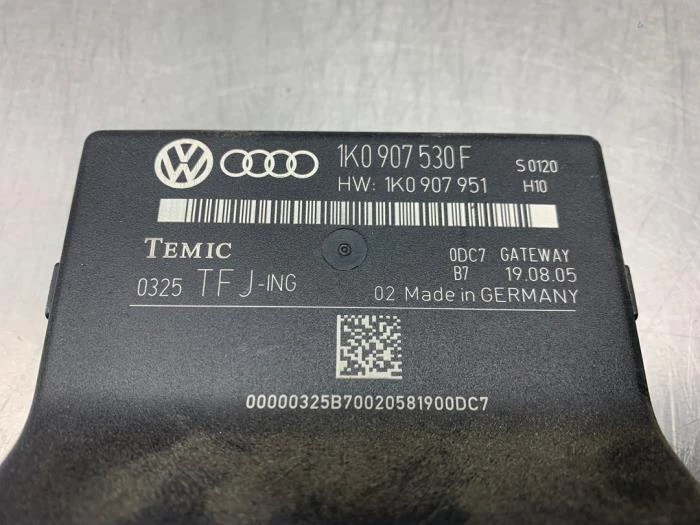 1K0 907 530 F S 0120
HW: 1K0 907 951 H10
TEMIC 0DC7 GATEWAY
B7 19.08.05
0325 TFJ-ING 02 Made in GERMANY
00000325B70020581900DC7